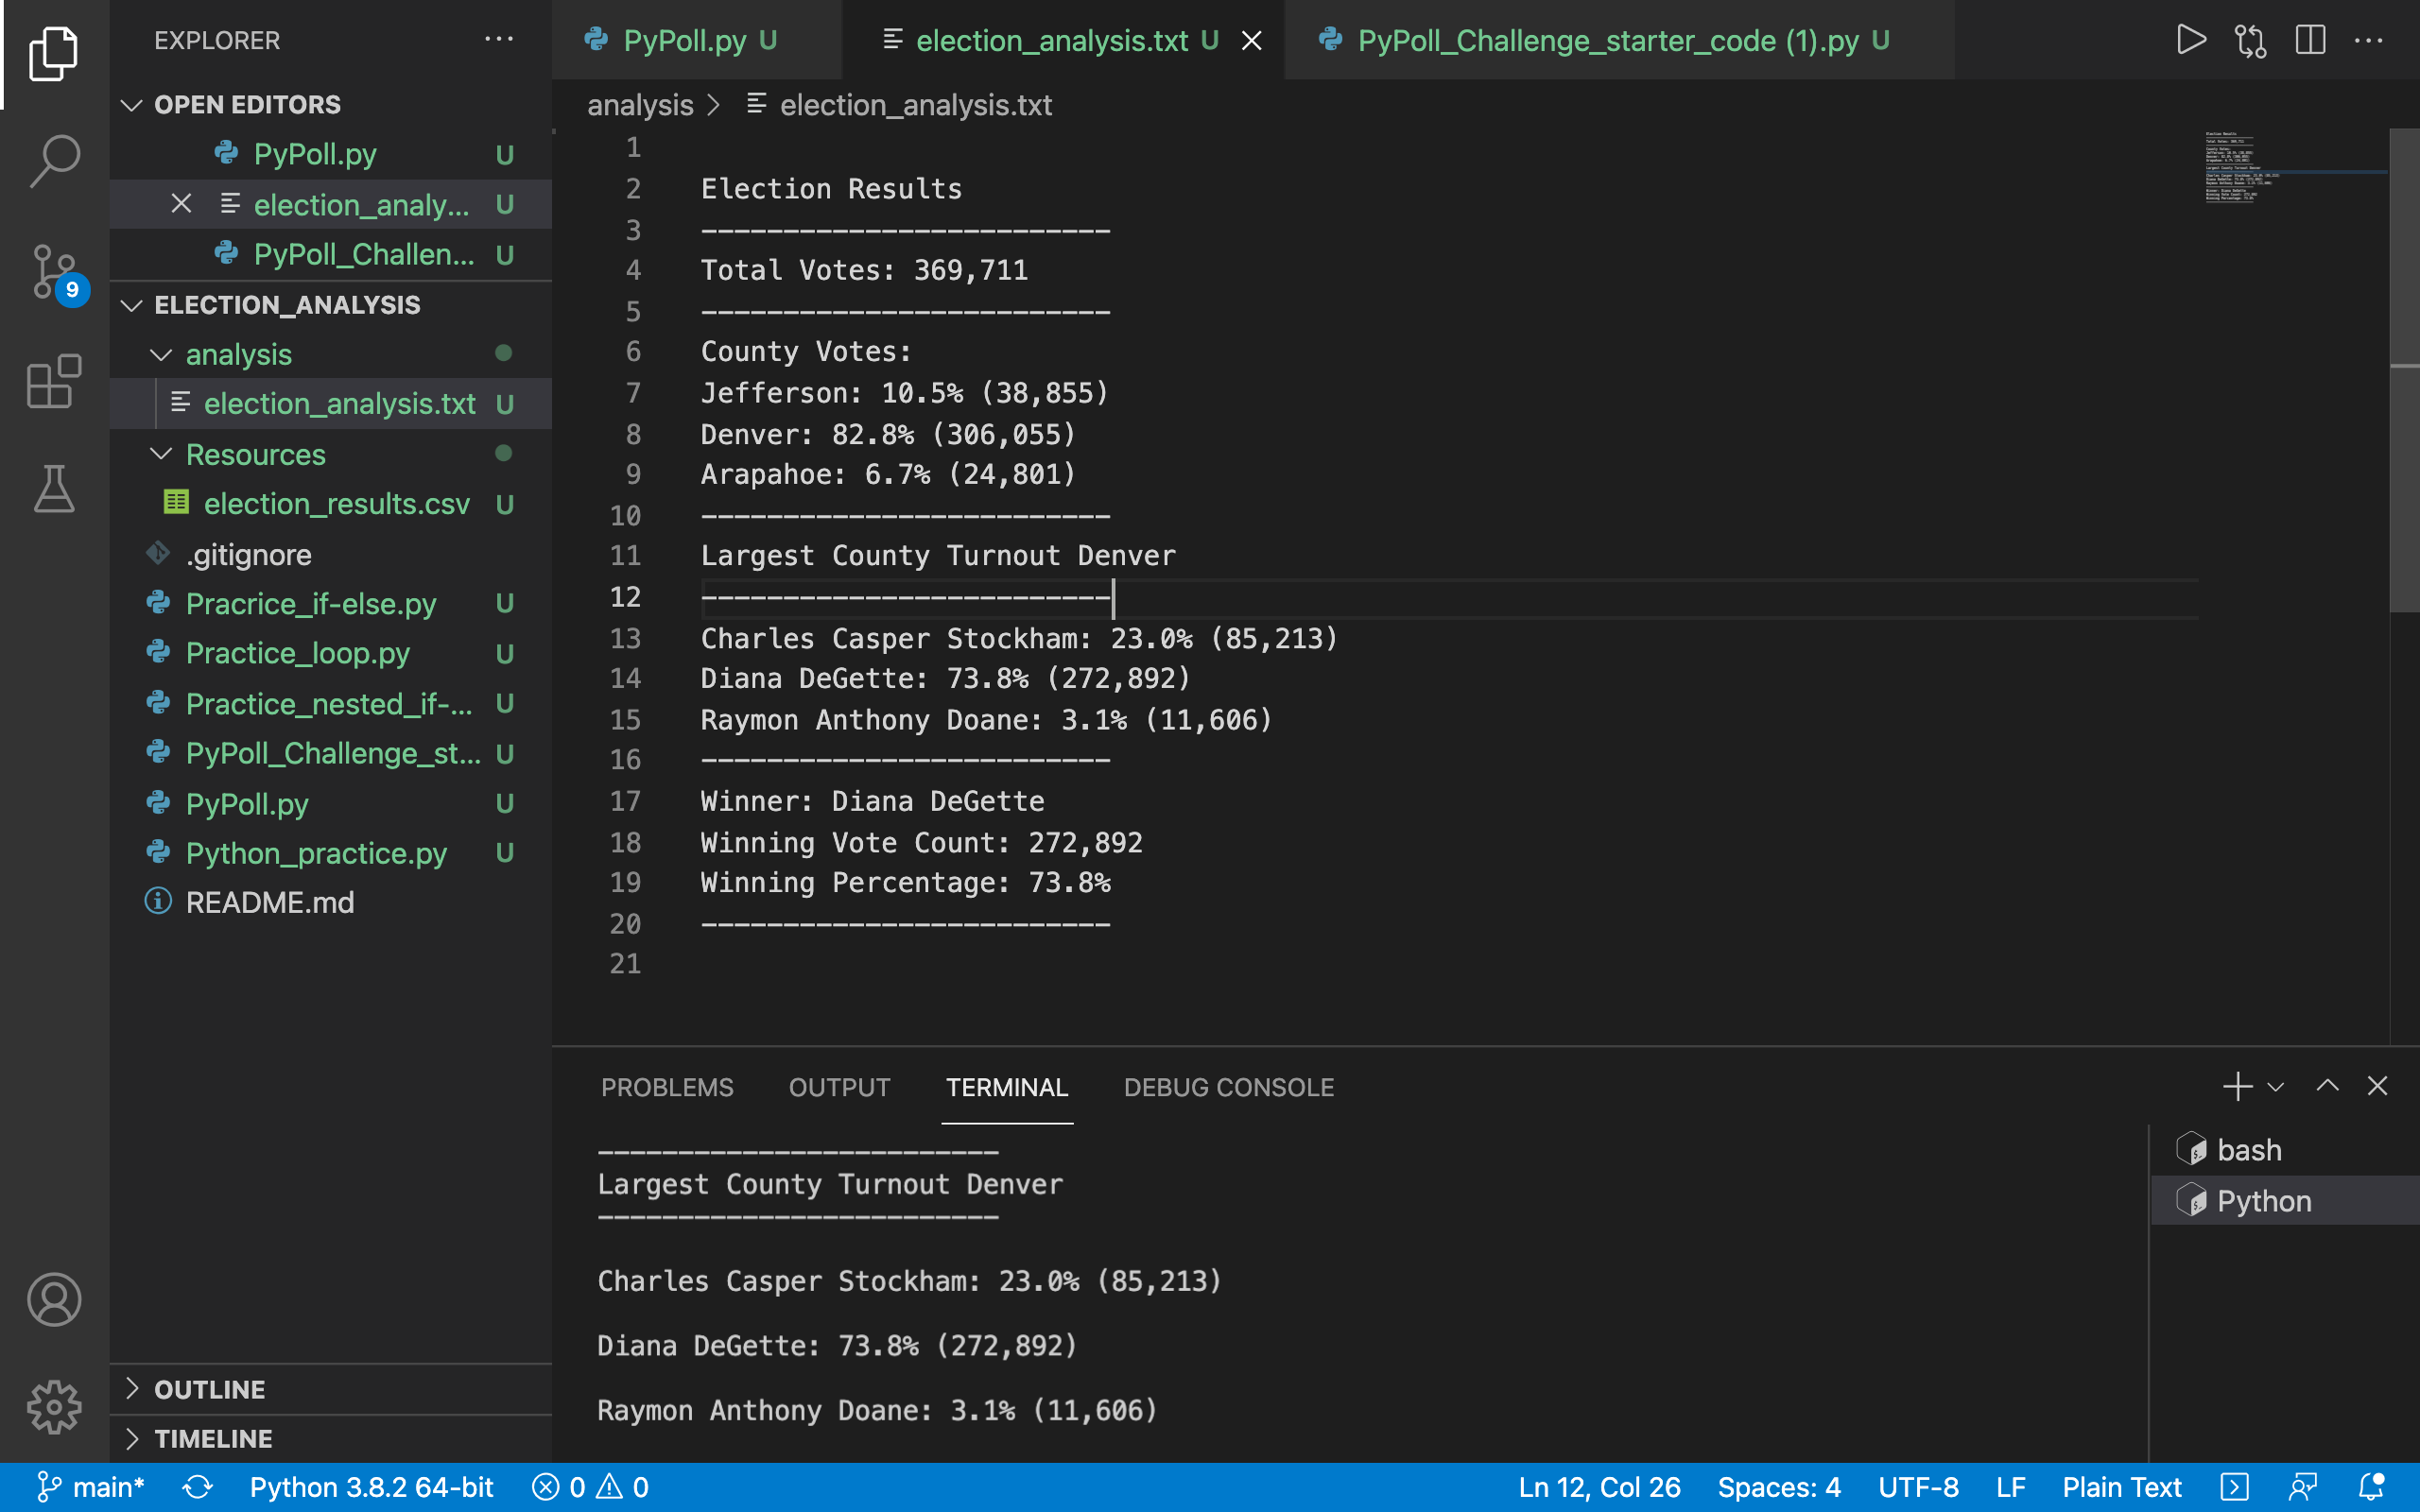 EXPLORER
OPEN EDITORS
PyPoll.py U
election_analy... U
PyPoll_Challen... U
9
ELECTION_ANALYSIS
analysis
election_analysis.txt U
Resources
election_results.csv U
.gitignore
Pracrice_if-else.py U
Practice_loop.py U
Practice_nested_if-... U
PyPoll_Challenge_st... U
PyPoll.py U
Python_practice.py U
README.md
OUTLINE
TIMELINE
PyPoll.py U election_analysis.txt U PyPoll_Challenge_starter_code (1).py U
analysis > election_analysis.txt
1
2 Election Results
3 -------------------------
4 Total Votes: 369,711
5 -------------------------
6 County Votes:
7 Jefferson: 10.5% (38,855)
8 Denver: 82.8% (306,055)
9 Arapahoe: 6.7% (24,801)
10 -------------------------
11 Largest County Turnout Denver
12 -------------------------
13 Charles Casper Stockham: 23.0% (85,213)
14 Diana DeGette: 73.8% (272,892)
15 Raymon Anthony Doane: 3.1% (11,606)
16 -------------------------
17 Winner: Diana DeGette
18 Winning Vote Count: 272,892
19 Winning Percentage: 73.8%
20 -------------------------
21
PROBLEMS OUTPUT TERMINAL DEBUG CONSOLE
-------------------------
Largest County Turnout Denver
-------------------------
Charles Casper Stockham: 23.0% (85,213)
Diana DeGette: 73.8% (272,892)
Raymon Anthony Doane: 3.1% (11,606)
bash
Python
main* Python 3.8.2 64-bit 0 0 Ln 12, Col 26 Spaces: 4 UTF-8 LF Plain Text